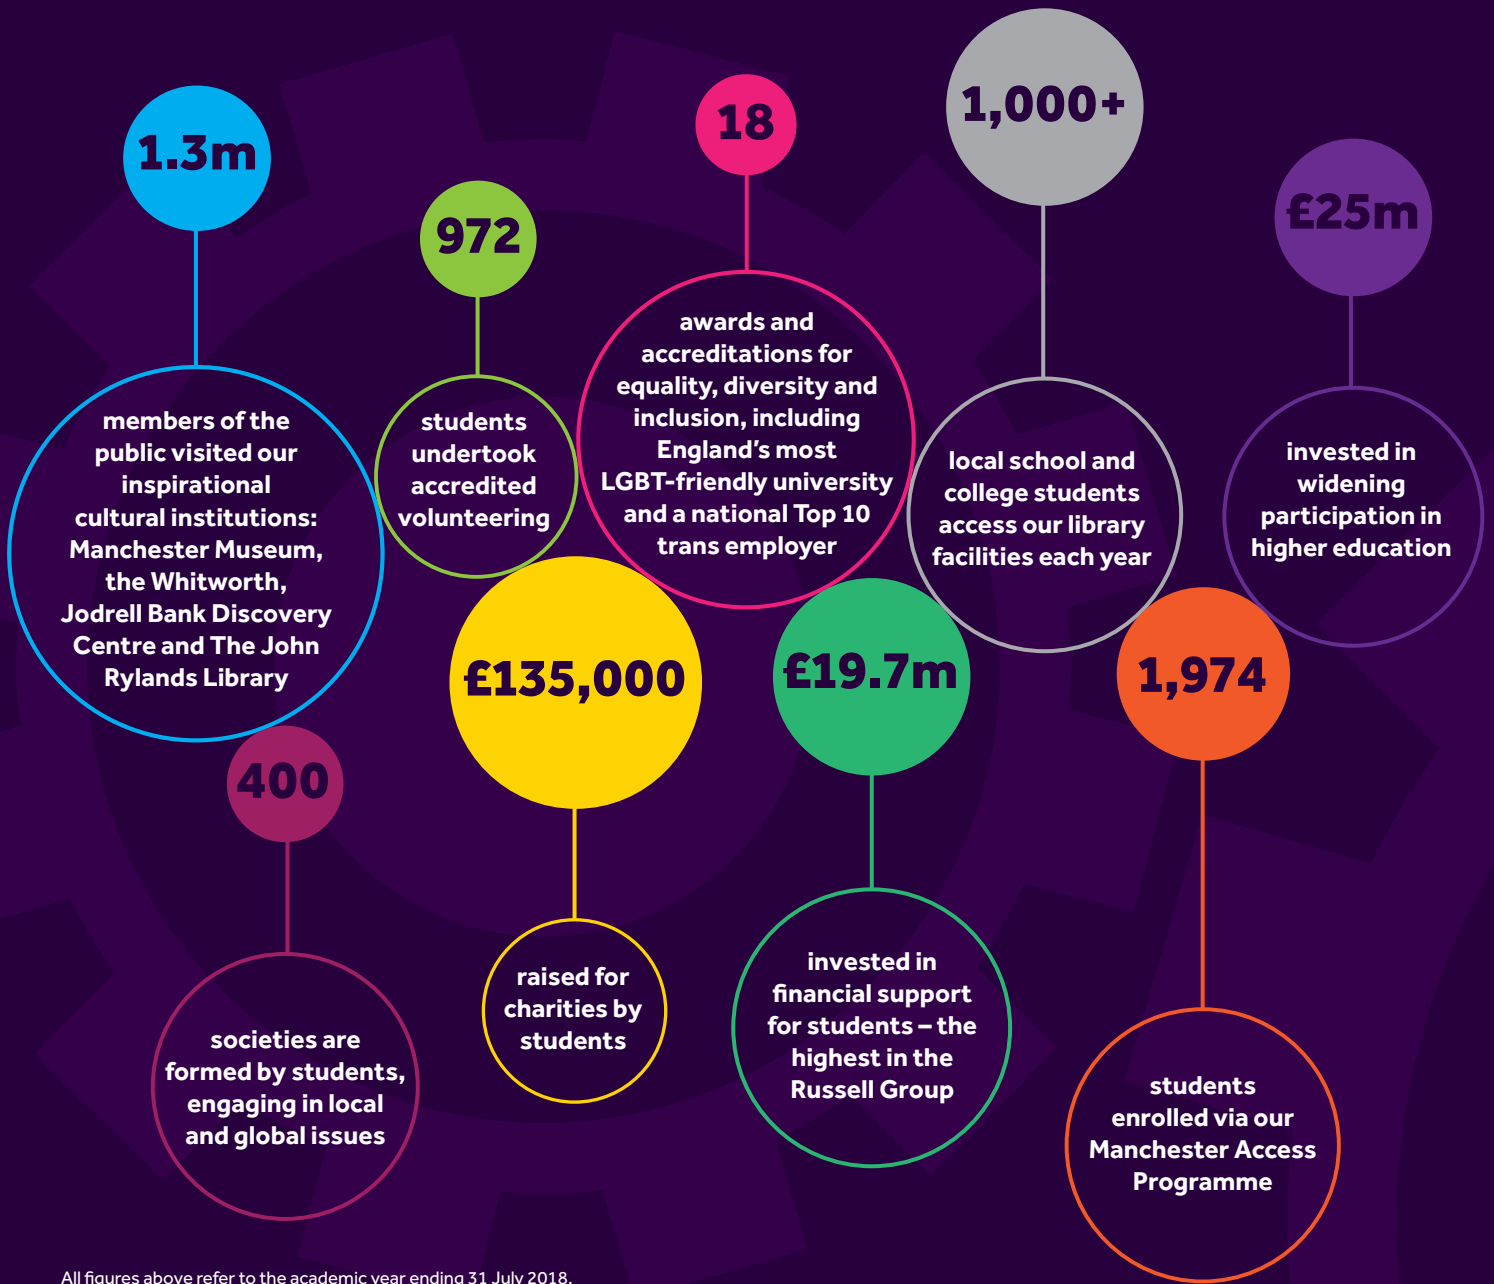 1.3m
members of the
public visited our
inspirational
cultural institutions:
Manchester Museum,
the Whitworth,
Jodrell Bank Discovery
Centre and The John
Rylands Library
972
students
undertook
accredited
volunteering
18
awards and
accreditations for
equality, diversity and
inclusion, including
England’s most
LGBT-friendly university
and a national Top 10
trans employer
1,000+
local school and
college students
access our library
facilities each year
£25m
invested in
widening
participation in
higher education
400
societies are
formed by students,
engaging in local
and global issues
£135,000
raised for
charities by
students
£19.7m
invested in
financial support
for students – the
highest in the
Russell Group
1,974
students
enrolled via our
Manchester Access
Programme
All figures above refer to the academic year ending 31 July 2018.